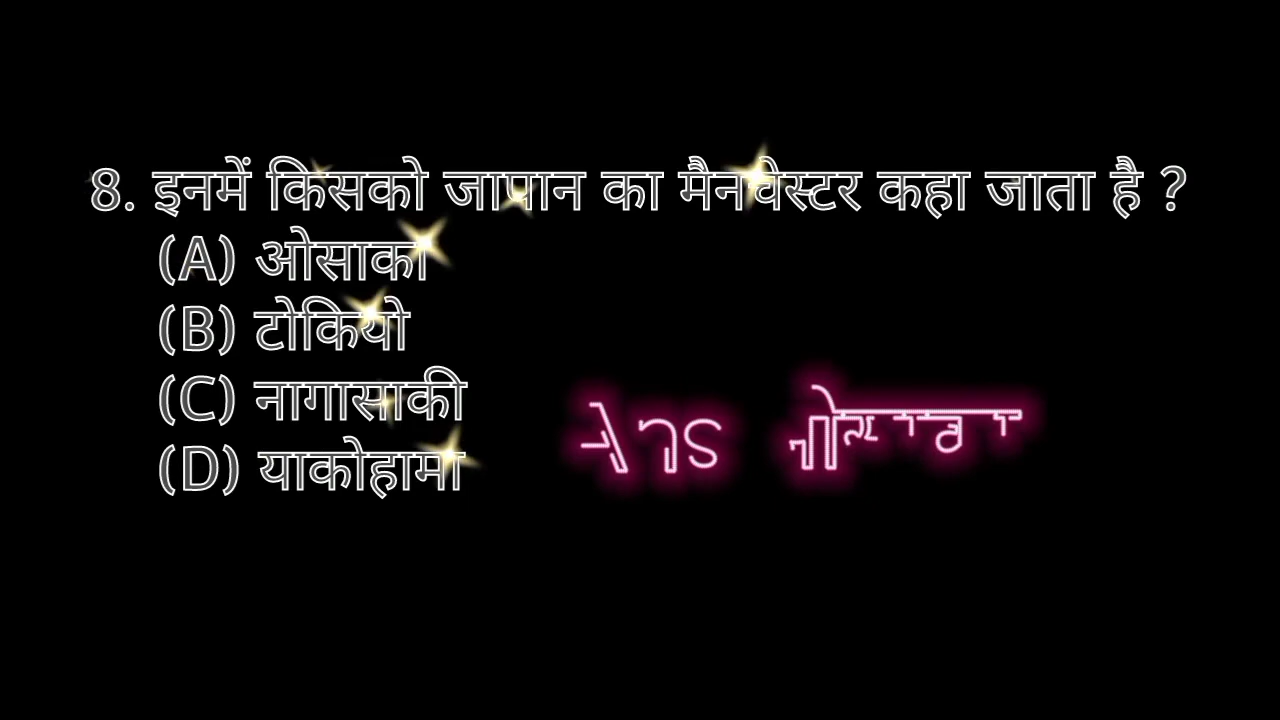 8. इनमें किसको जापान का मैनचेस्टर कहा जाता है ?
(A) ओसाका
(B) टोकियो
(C) नागासाकी
(D) याकोहामा